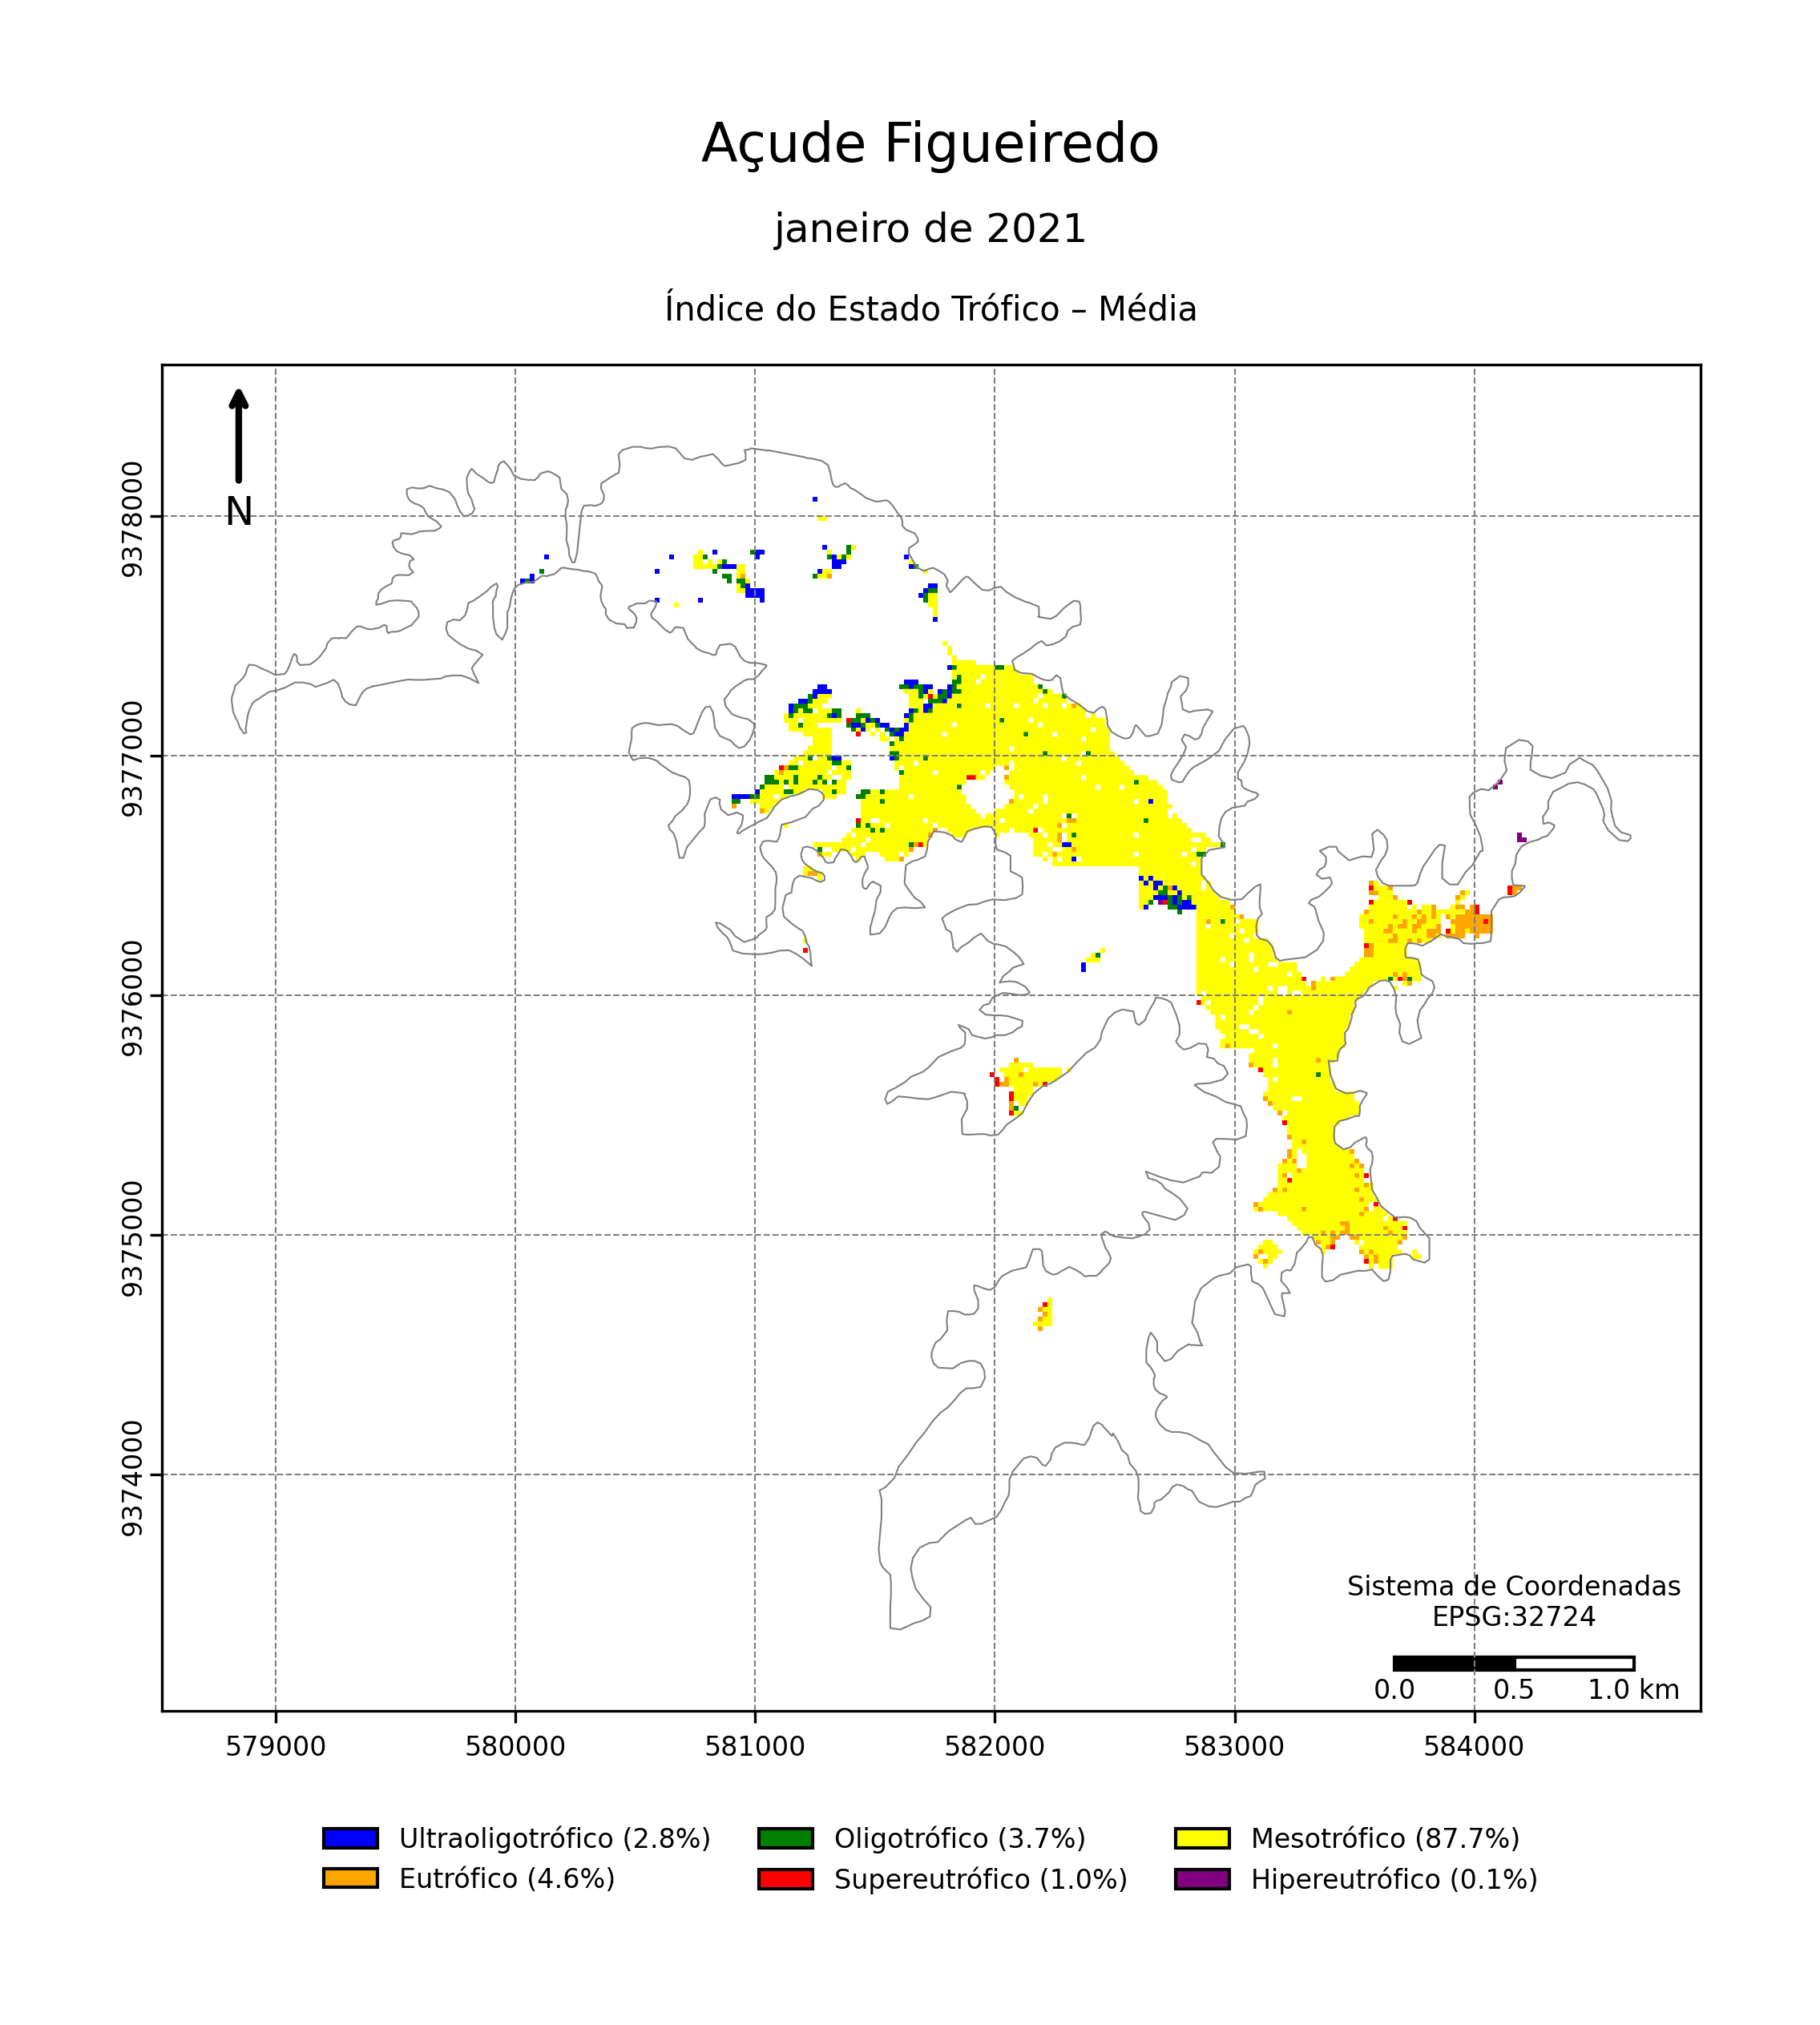 Açude Figueiredo
janeiro de 2021
Índice do Estado Trófico – Média
N
9378000
9377000
9376000
9375000
9374000
Sistema de Coordenadas
EPSG:32724
0.0 0.5 1.0 km
579000 580000 581000 582000 583000 584000
Ultraoligotrófico (2.8%) Oligotrófico (3.7%) Mesotrófico (87.7%)
Eutrófico (4.6%) Supereutrófico (1.0%) Hipereutrófico (0.1%)